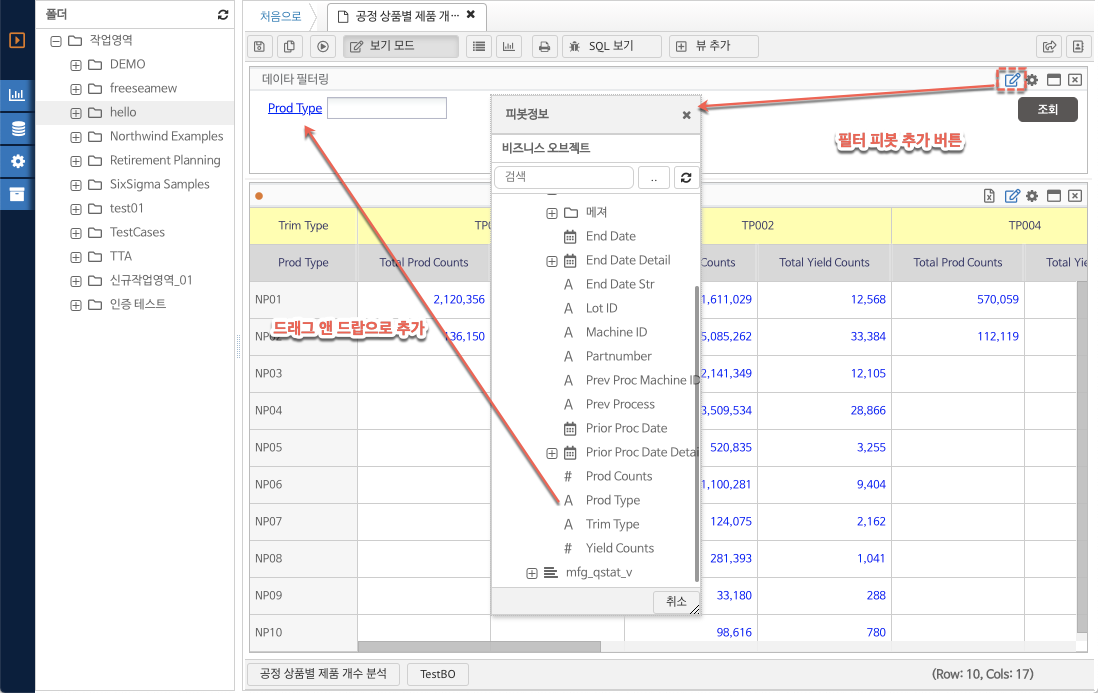 폴더
작업영역
DEMO
freeseamew
hello
Northwind Examples
Retirement Planning
SixSigma Samples
test01
TestCases
TTA
신규작업영역_01
인증 테스트
처음으로
공정 상품별 제품 개···
보기 모드
SQL 보기
뷰 추가
데이타 필터링
Prod Type
조회
필터 피봇 추가 버튼
드래그 앤 드랍으로 추가
피봇정보
비즈니스 오브젝트
검색
..
메져
End Date
End Date Detail
A End Date Str
A Lot ID
A Machine ID
A Partnumber
A Prev Proc Machine ID
A Prev Process
Prior Proc Date
Prior Proc Date Detai
# Prod Counts
A Prod Type
A Trim Type
# Yield Counts
mfg_qstat_v
취소
Trim Type TP0 TP002 TP004
Prod Type Total Prod Counts Counts Total Yield Counts Total Prod Counts Total Yie
NP01 2,120,356 1,611,029 12,568 570,059
NP02 136,150 5,085,262 33,384 112,119
NP03 2,141,349 12,105
NP04 3,509,534 28,866
NP05 520,835 3,255
NP06 1,100,281 9,404
NP07 124,075 2,162
NP08 281,393 1,041
NP09 33,180 288
NP10 98,616 780
공정 상품별 제품 개수 분석
TestBO
(Row: 10, Cols: 17)